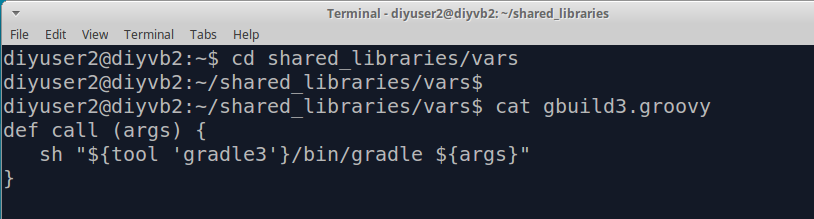 Terminal - diyuser2@diyvb2: ~/shared_libraries
File Edit View Terminal Tabs Help
diyuser2@diyvb2:~$ cd shared_libraries/vars
diyuser2@diyvb2:~/shared_libraries/vars$
diyuser2@diyvb2:~/shared_libraries/vars$ cat gbuild3.groovy
def call (args) {
   sh "${tool 'gradle3'}/bin/gradle ${args}"
}